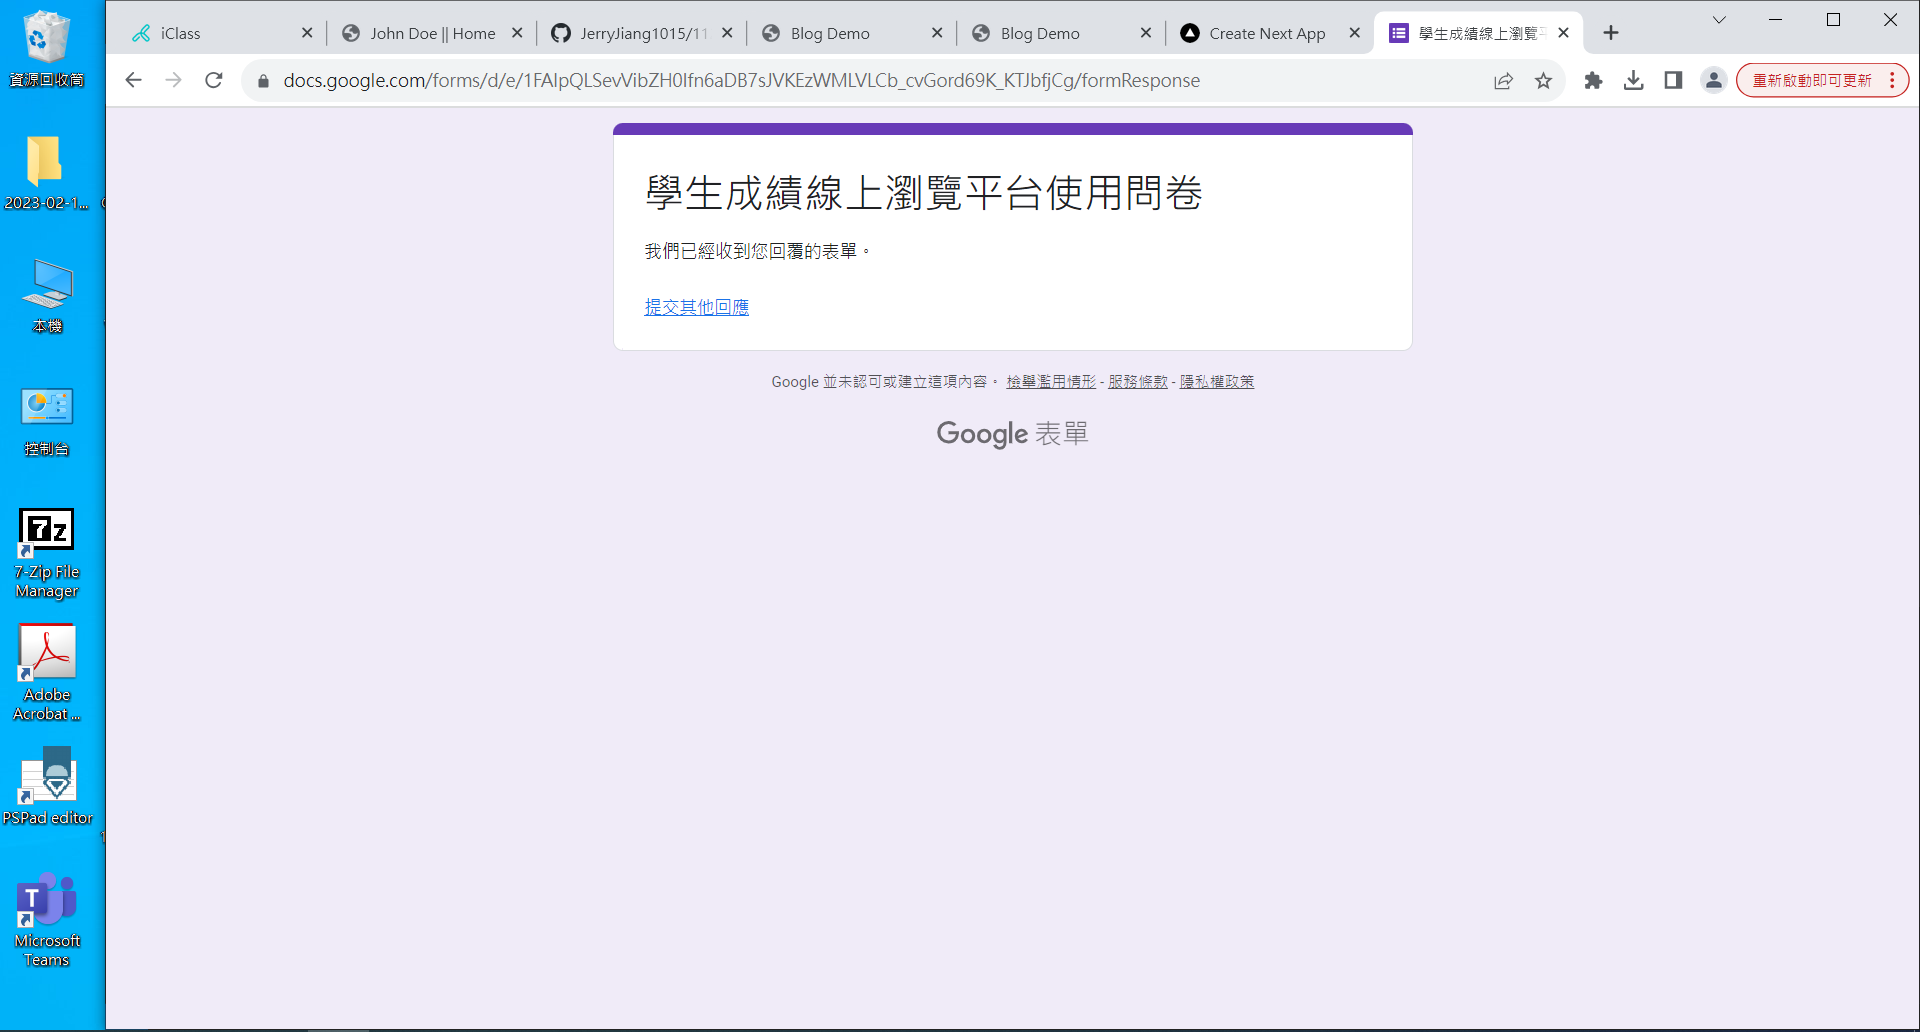 資源回收筒
2023-02-1...
本機
控制台
7-Zip File
Manager
Adobe
Acrobat ...
PSPad editor
Microsoft
Teams
iClass
John Doe || Home
JerryJiang1015/11
Blog Demo
Blog Demo
Create Next App
學生成績線上瀏覽平
docs.google.com/forms/d/e/1FAIpQLSevVibZH0Ifn6aDB7sJVKEzWMLVLCb_cvGord69K_KTJbfjCg/formResponse
重新啟動即可更新
學生成績線上瀏覽平台使用問卷
我們已經收到您回覆的表單。
提交其他回應
Google 並未認可或建立這項內容。 檢舉濫用情形 - 服務條款 - 隱私權政策
Google 表單